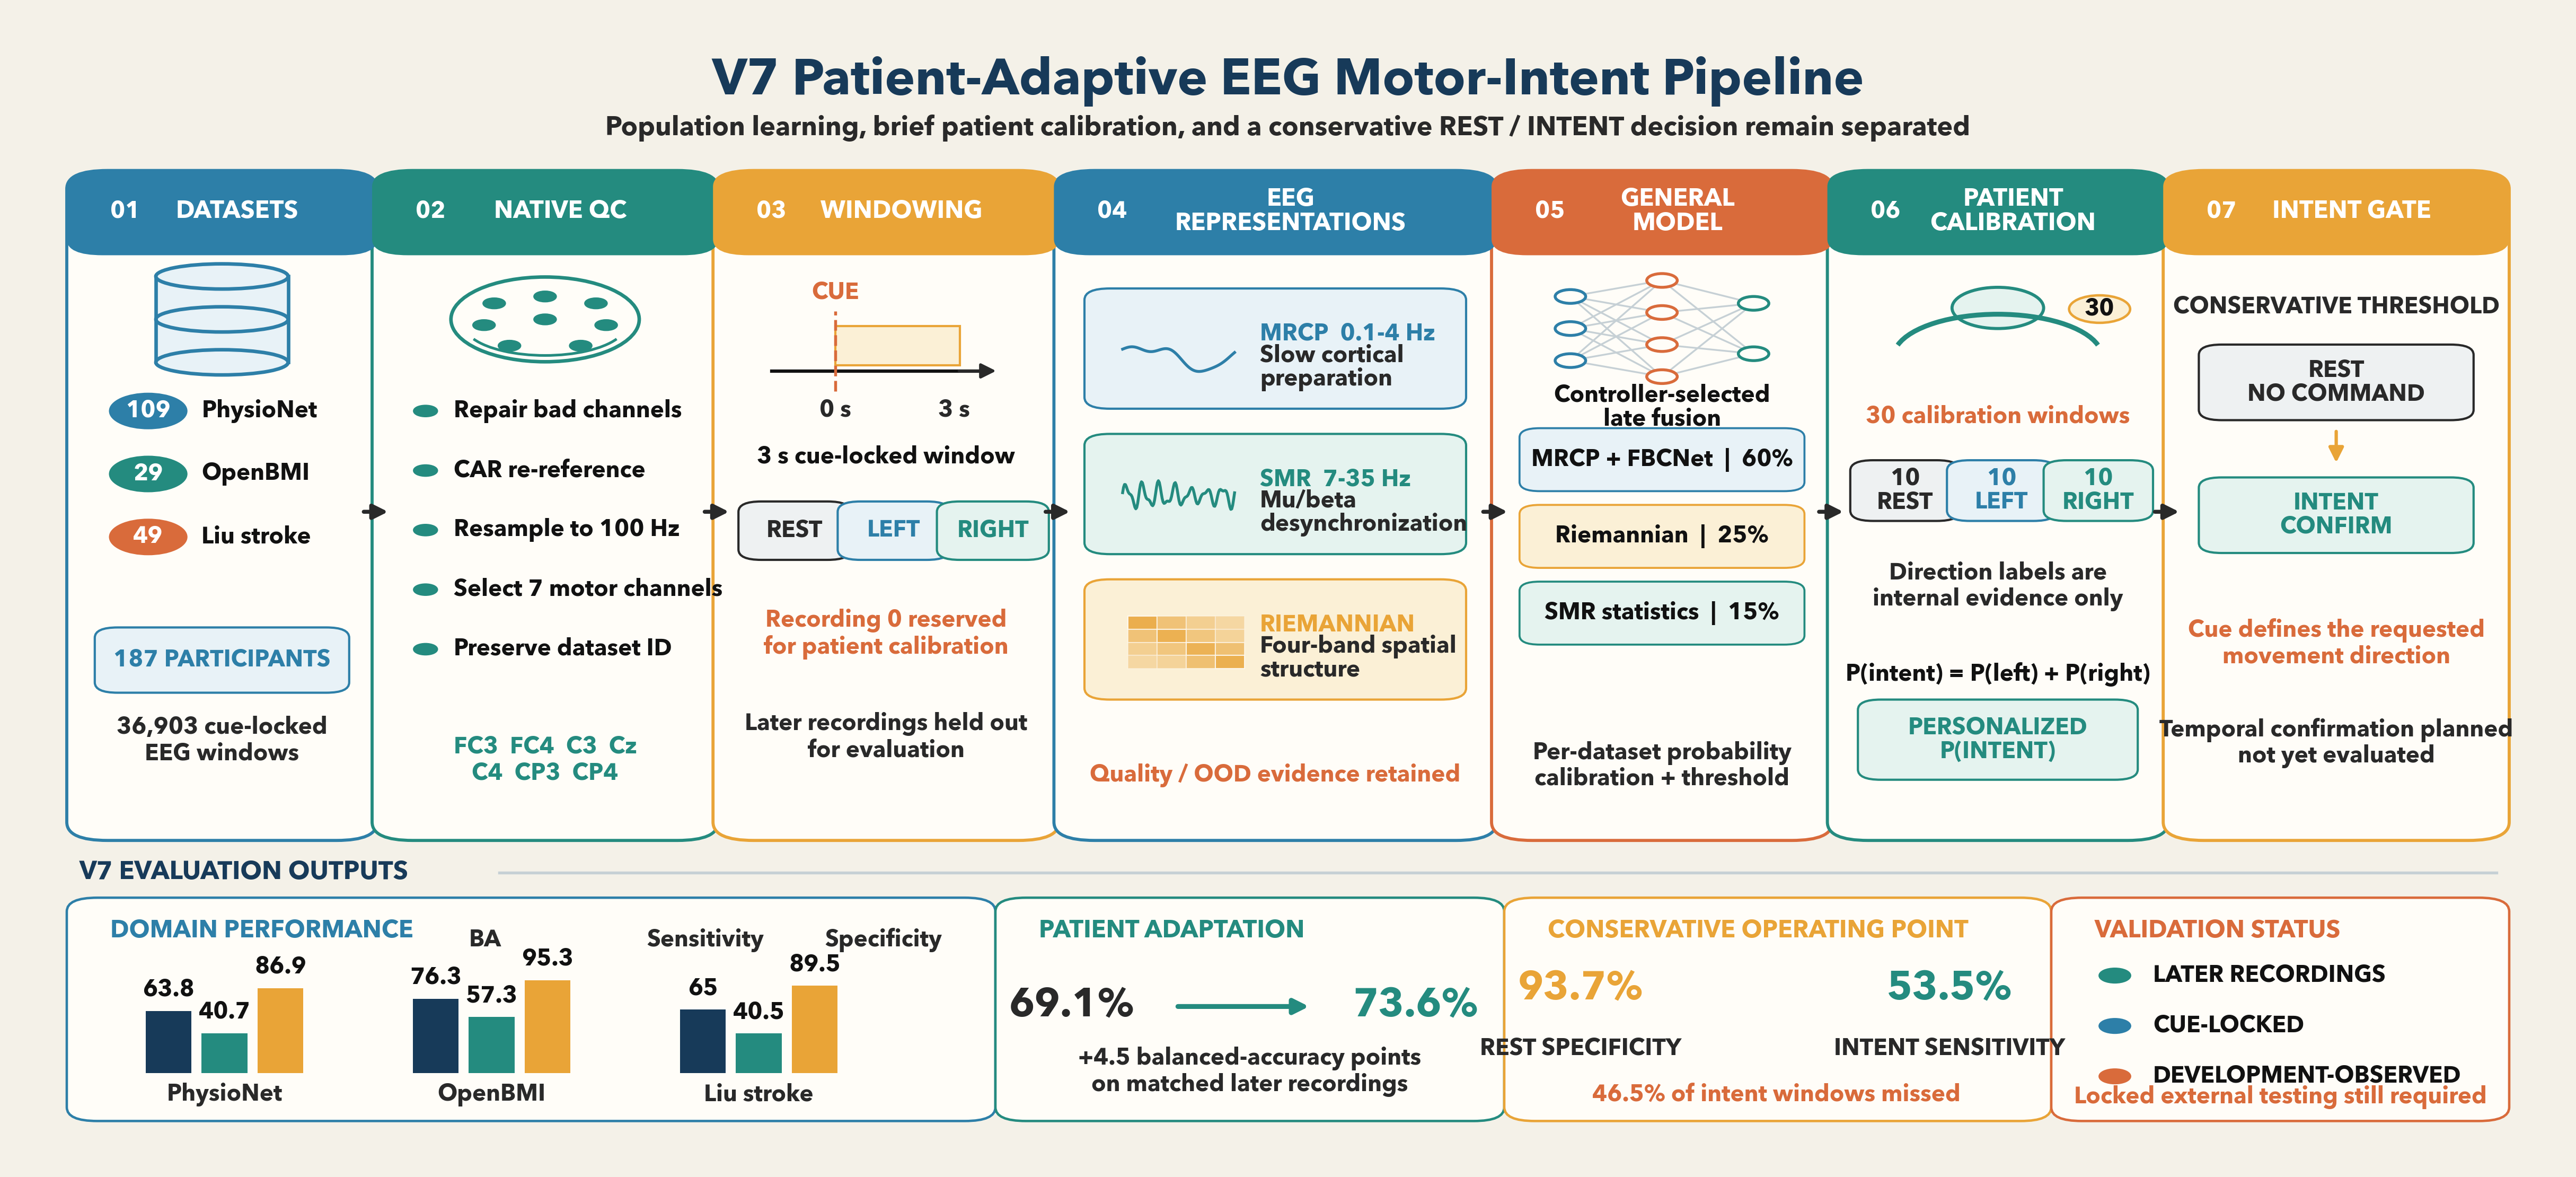 V7 Patient-Adaptive EEG Motor-Intent Pipeline
Population learning, brief patient calibration, and a conservative REST / INTENT decision remain separated
01 DATASETS
109 PhysioNet
29 OpenBMI
49 Liu stroke
187 PARTICIPANTS
36,903 cue-locked
EEG windows
02 NATIVE QC
Repair bad channels
CAR re-reference
Resample to 100 Hz
Select 7 motor channels
Preserve dataset ID
FC3 FC4 C3 Cz
C4 CP3 CP4
03 WINDOWING
CUE
0 s 3 s
3 s cue-locked window
REST LEFT RIGHT
Recording 0 reserved
for patient calibration
Later recordings held out
for evaluation
04 EEG
REPRESENTATIONS
MRCP 0.1-4 Hz
Slow cortical
preparation
SMR 7-35 Hz
Mu/beta
desynchronization
RIEMANNIAN
Four-band spatial
structure
Quality / OOD evidence retained
05 GENERAL
MODEL
Controller-selected
late fusion
MRCP + FBCNet | 60%
Riemannian | 25%
SMR statistics | 15%
Per-dataset probability
calibration + threshold
06 PATIENT
CALIBRATION
30
30 calibration windows
10 REST
10 LEFT
10 RIGHT
Direction labels are
internal evidence only
P(intent) = P(left) + P(right)
PERSONALIZED
P(INTENT)
07 INTENT GATE
CONSERVATIVE THRESHOLD
REST
NO COMMAND
INTENT
CONFIRM
Cue defines the requested
movement direction
Temporal confirmation planned
not yet evaluated
V7 EVALUATION OUTPUTS
DOMAIN PERFORMANCE
BA Sensitivity Specificity
63.8 40.7 86.9
PhysioNet
76.3 57.3 95.3
OpenBMI
65 40.5 89.5
Liu stroke
PATIENT ADAPTATION
69.1% 73.6%
+4.5 balanced-accuracy points
on matched later recordings
CONSERVATIVE OPERATING POINT
93.7% 53.5%
REST SPECIFICITY INTENT SENSITIVITY
46.5% of intent windows missed
VALIDATION STATUS
LATER RECORDINGS
CUE-LOCKED
DEVELOPMENT-OBSERVED
Locked external testing still required